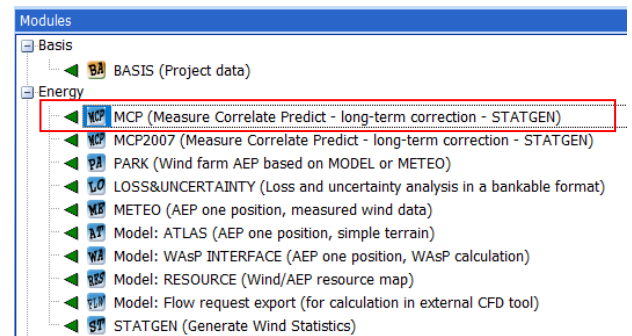 Modules
Basis
BA BASIS (Project data)
Energy
MCP MCP (Measure Correlate Predict - long-term correction - STATGEN)
MCP MCP2007 (Measure Correlate Predict - long-term correction - STATGEN)
PA PARK (Wind farm AEP based on MODEL or METEO)
LO LOSS&UNCERTAINTY (Loss and uncertainty analysis in a bankable format)
ME METEO (AEP one position, measured wind data)
AT Model: ATLAS (AEP one position, simple terrain)
WA Model: WAsP INTERFACE (AEP one position, WAsP calculation)
RES Model: RESOURCE (Wind/AEP resource map)
FLW Model: Flow request export (for calculation in external CFD tool)
ST STATGEN (Generate Wind Statistics)